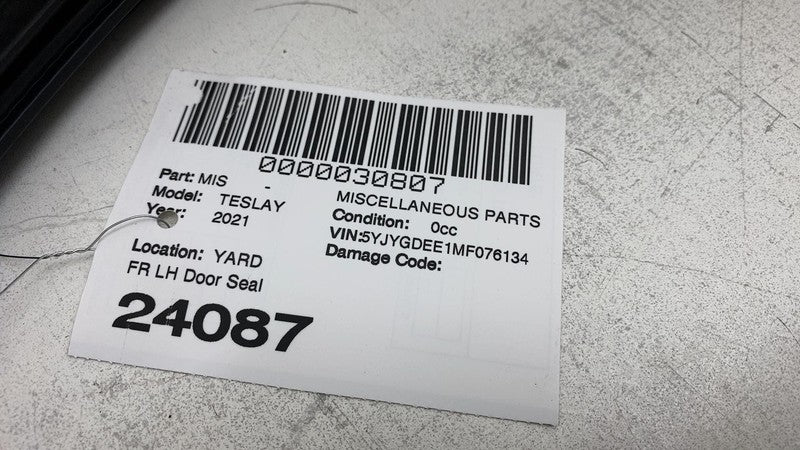 0000030807
Part: MIS - MISCELLANEOUS PARTS
Model: TESLAY Condition: 0cc
Year: 2021 VIN:5YJYGDEE1MF076134
Location: YARD Damage Code:
FR LH Door Seal
24087